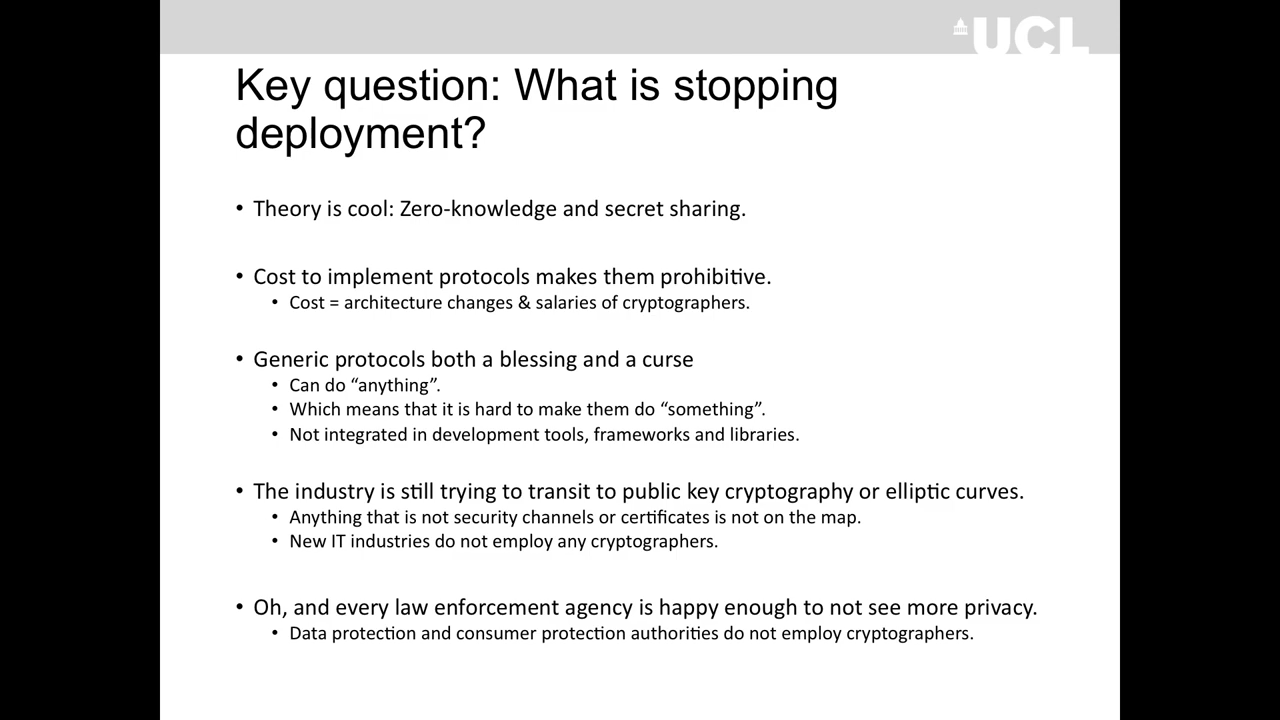 UCL
Key question: What is stopping
deployment?
• Theory is cool: Zero-knowledge and secret sharing.
• Cost to implement protocols makes them prohibitive.
• Cost = architecture changes & salaries of cryptographers.
• Generic protocols both a blessing and a curse
• Can do “anything”.
• Which means that it is hard to make them do “something”.
• Not integrated in development tools, frameworks and libraries.
• The industry is still trying to transit to public key cryptography or elliptic curves.
• Anything that is not security channels or certificates is not on the map.
• New IT industries do not employ any cryptographers.
• Oh, and every law enforcement agency is happy enough to not see more privacy.
• Data protection and consumer protection authorities do not employ cryptographers.